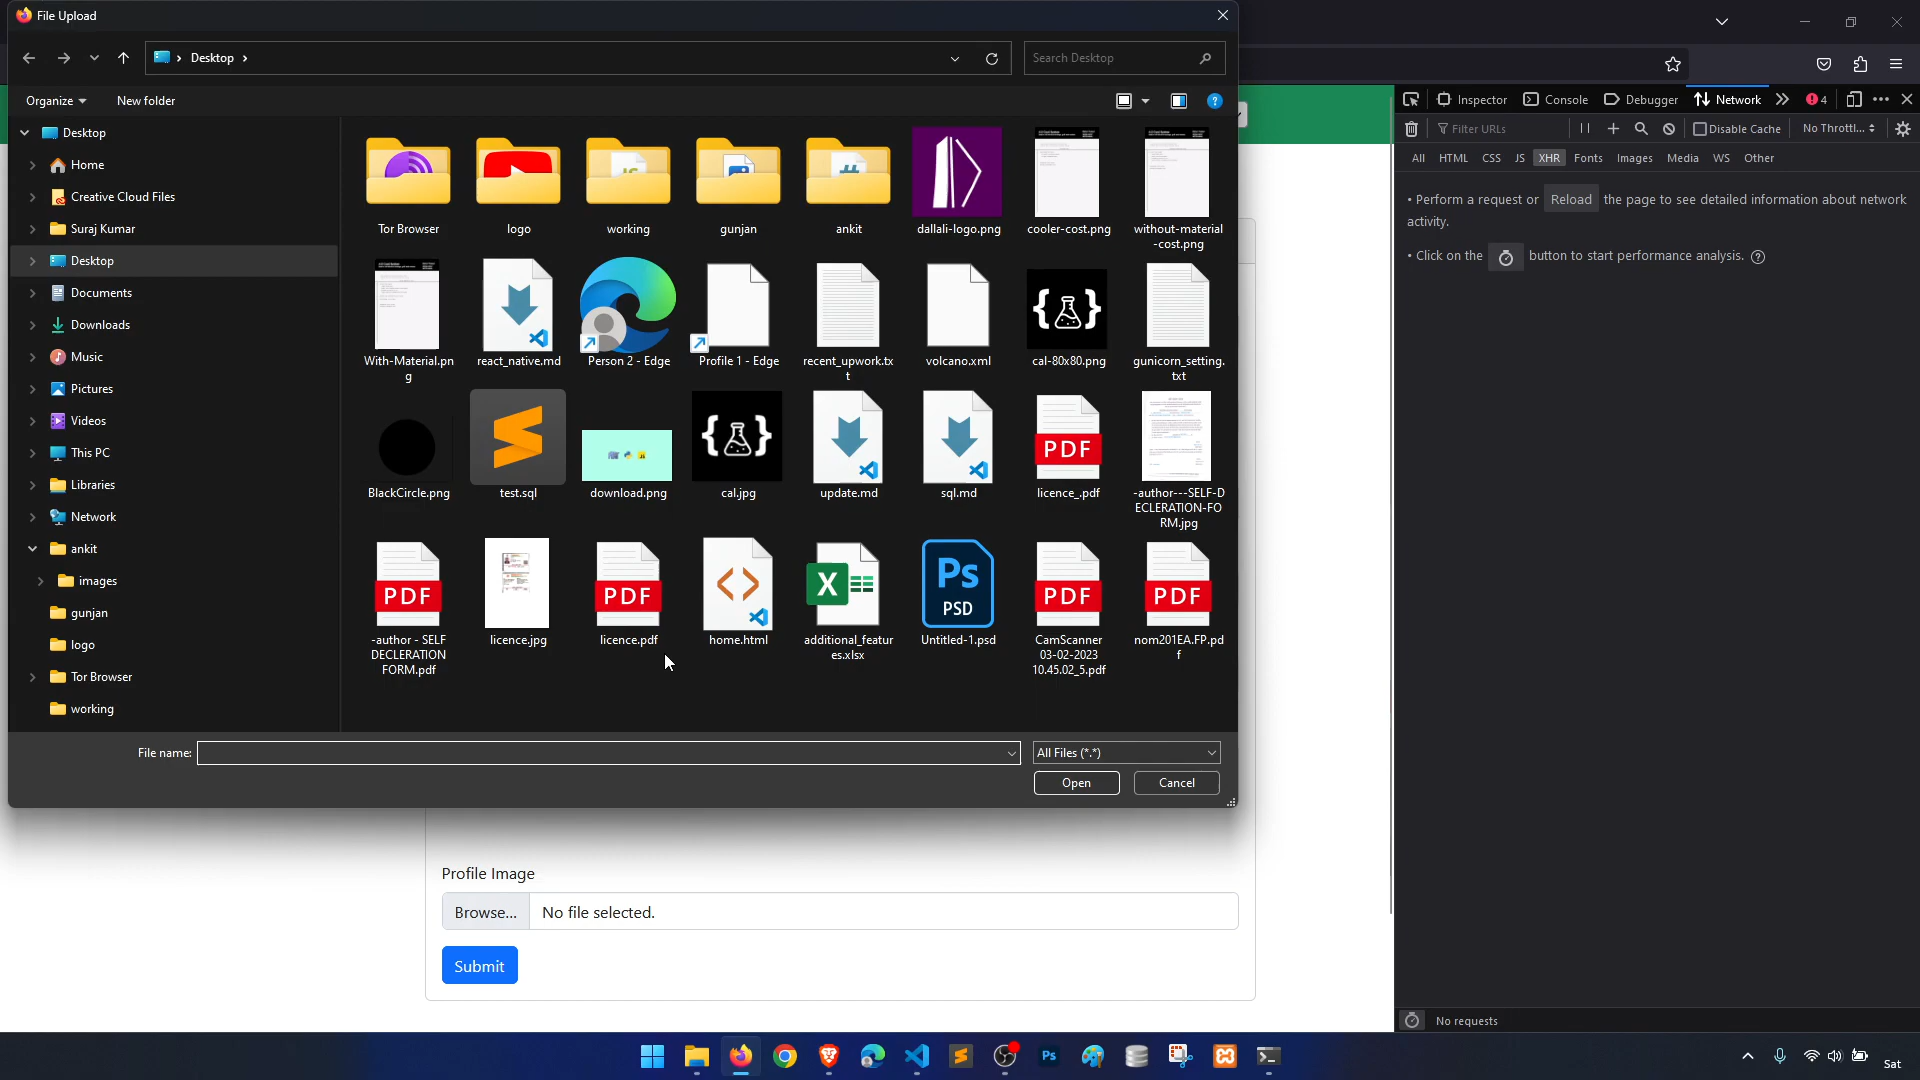 File Upload
Desktop
Search Desktop
Organize
New folder
Desktop
Home
Creative Cloud Files
Suraj Kumar
Desktop
Documents
Downloads
Music
Pictures
Videos
This PC
Libraries
Network
ankit
images
gunjan
logo
Tor Browser
working
Tor Browser
logo
working
gunjan
ankit
dallali-logo.png
cooler-cost.png
without-material
-cost.png
With-Material.pn
g
react_native.md
Person 2 - Edge
Profile 1 - Edge
recent_upwork.tx
t
volcano.xml
cal-80x80.png
gunicorn_setting.
txt
BlackCircle.png
test.sql
download.png
cal.jpg
update.md
sql.md
PDF
licence_.pdf
-author---SELF-D
ECLERATION-FO
RM.jpg
PDF
-author - SELF
DECLERATION
FORM.pdf
licence.jpg
PDF
licence.pdf
home.html
additional_featur
es.xlsx
Ps
PSD
Untitled-1.psd
PDF
CamScanner
03-02-2023
10.45.02_5.pdf
PDF
nom201EA.FP.pd
f
File name:
All Files (*.*)
Open
Cancel
Profile Image
Browse... No file selected.
Submit
Inspector
Console
Debugger
Network
4
Filter URLs
Disable Cache
No Throttl...
All HTML CSS JS XHR Fonts Images Media WS Other
• Perform a request or Reload the page to see detailed information about network
activity.
• Click on the button to start performance analysis.
No requests
Ps
Sat